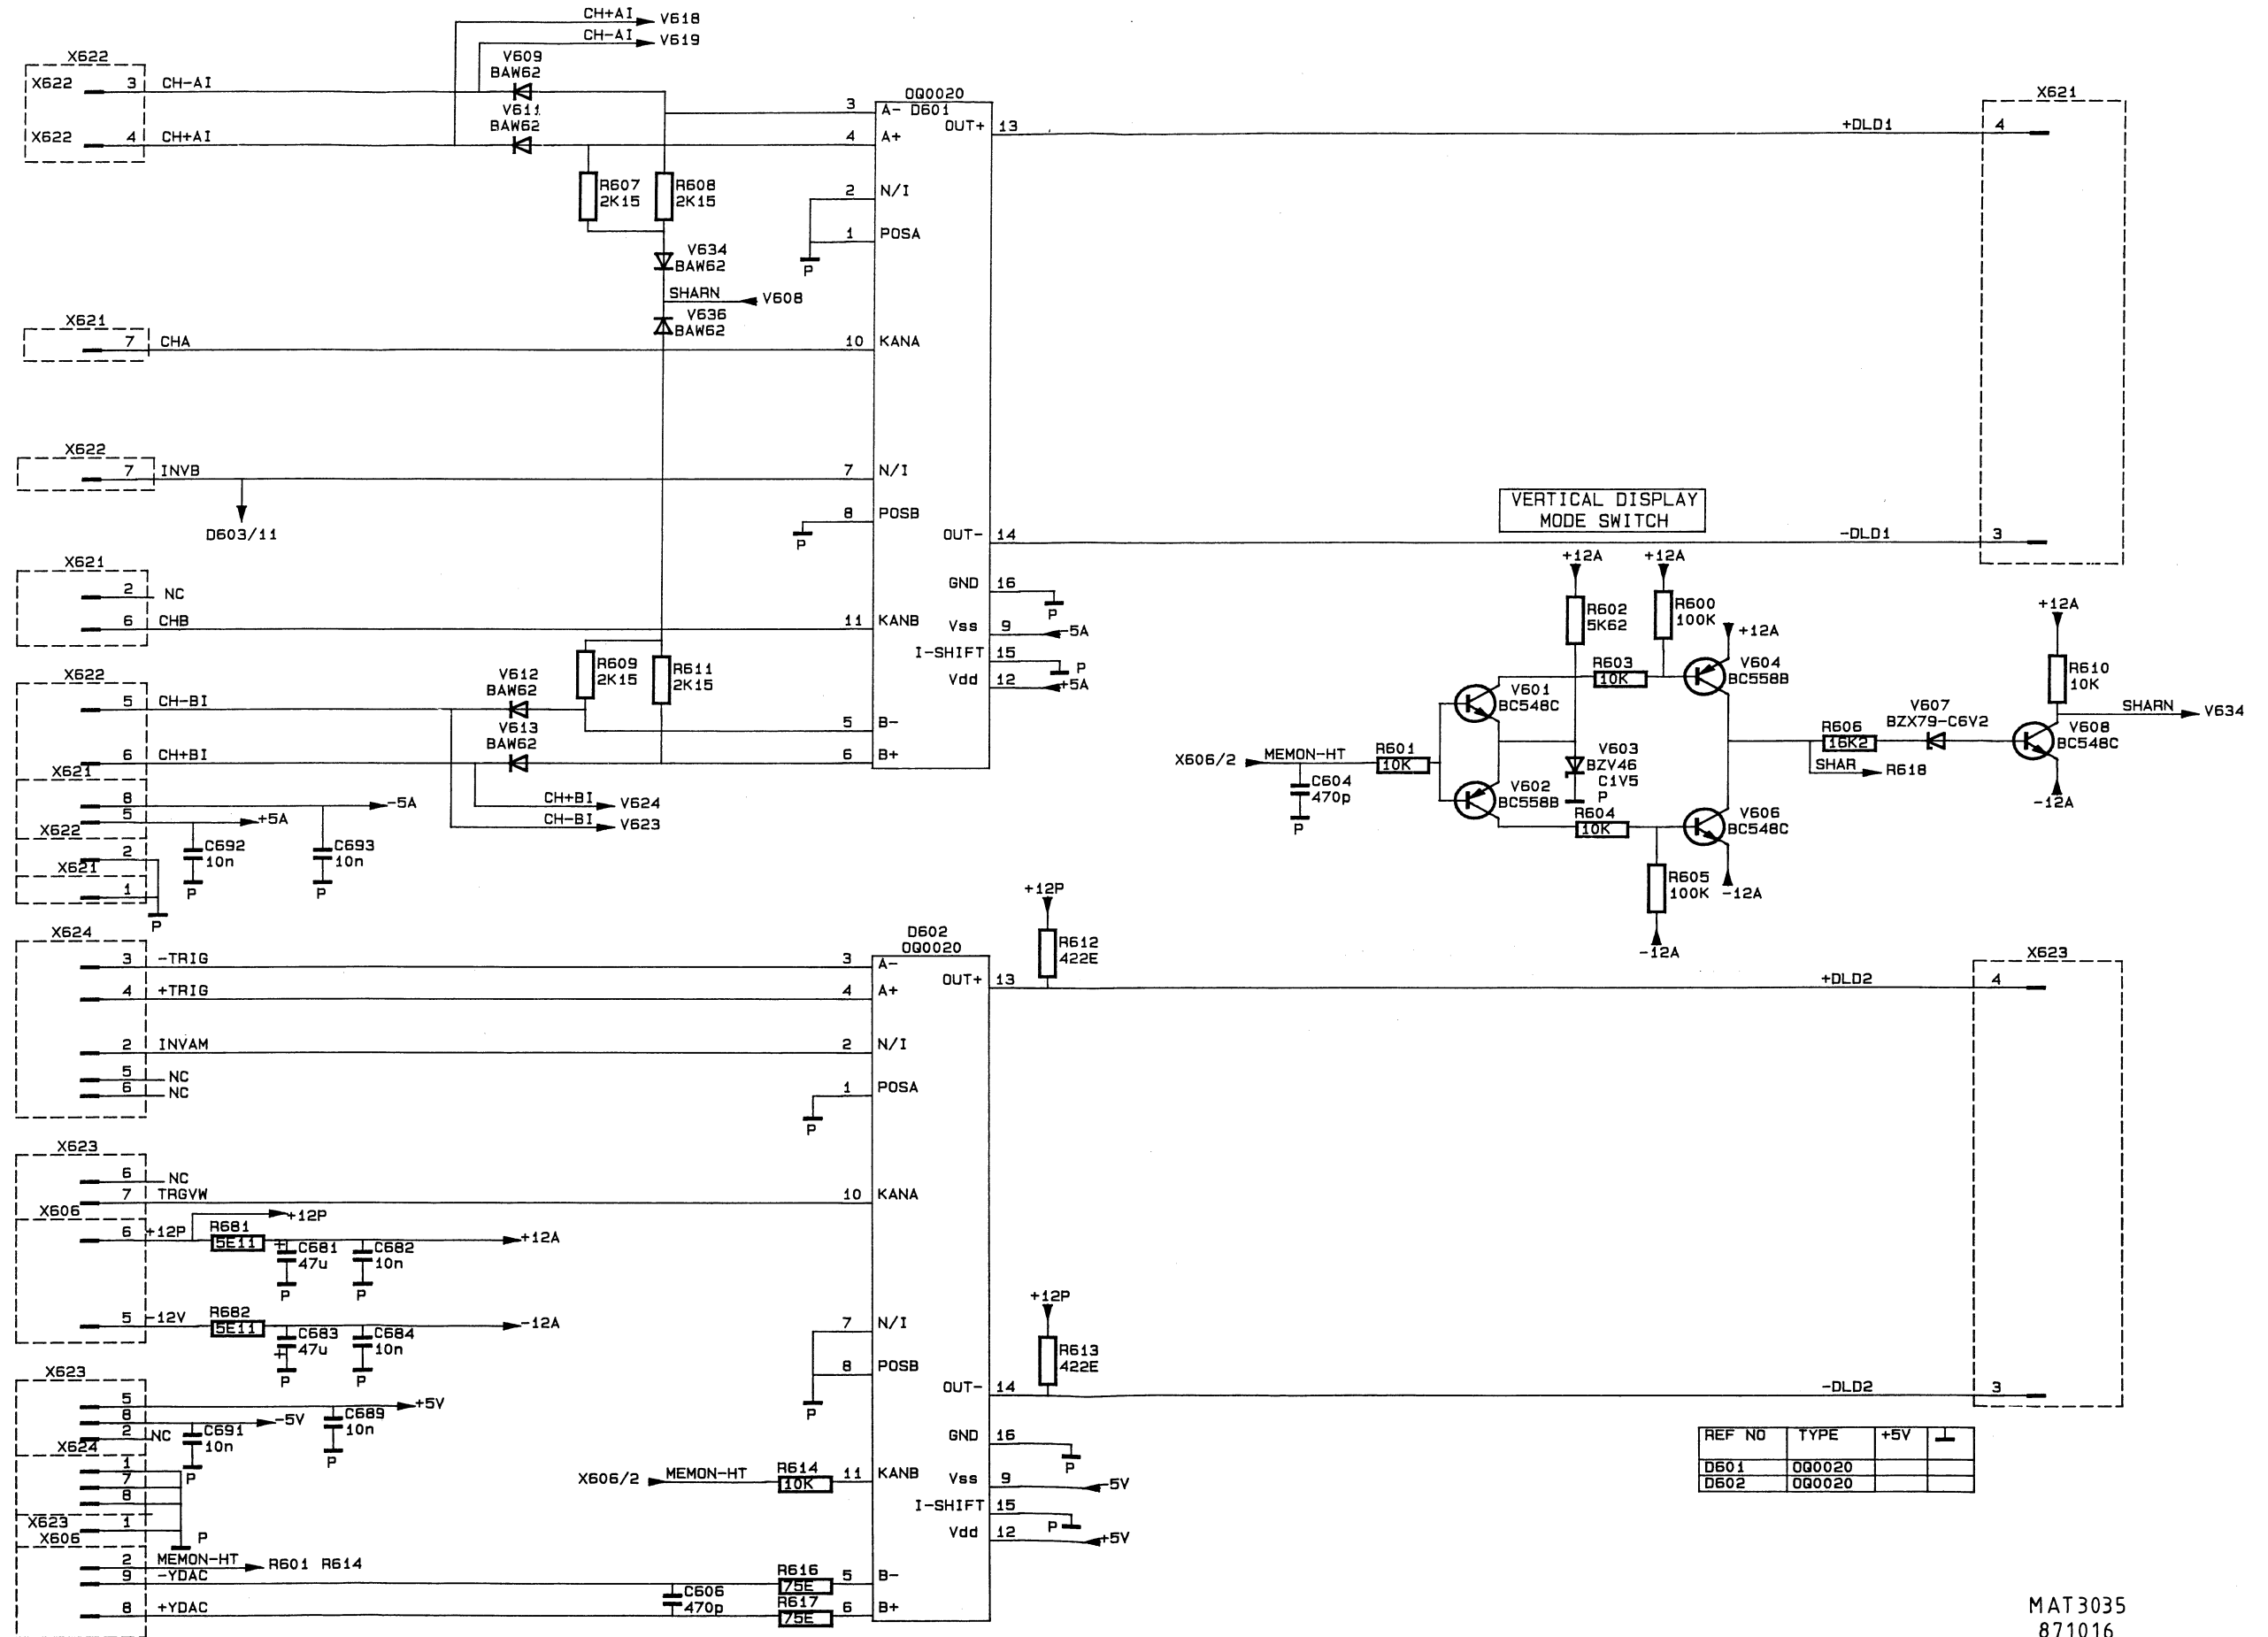 CH+AI V618
CH-AI V619
X622
V609
BAW62
X622 3 CH-AI
V611
BAW62
X622 4 CH+AI
OQ0020
3 A- D601
4 A+
OUT+ 13
+DLD1
X621
4
R607
2K15
R608
2K15
2 N/I
1 POSA
P
V634
BAW62
SHARN V608
V636
BAW62
X621
7 CHA
10 KANA
X622
7 INVB
7 N/I
D603/11
8 POSB
P
OUT- 14
-DLD1
3
VERTICAL DISPLAY
MODE SWITCH
X621
2 NC
6 CHB
11 KANB
GND 16
P
Vss 9 -5A
I-SHIFT 15 P
Vdd 12 +5A
R609
2K15
R611
2K15
X622
V612
BAW62
5 CH-BI
5 B-
V613
BAW62
6 CH+BI
6 B+
X621
8 -5A
5 +5A
CH+BI V624
CH-BI V623
X622
2
C692
10n
P
C693
10n
P
X621
1
P
+12A +12A
R602
5K62
R600
100K
+12A
R603
10K
V604
BC558B
V601
BC548C
X606/2 MEMON-HT R601
10K
C604
470p
P
V603
BZV46
C1V5
P
V602
BC558B
R604
10K
V606
BC548C
R605
100K
-12A
-12A
+12A
R610
10K
SHARN V634
V607
BZX79-C6V2
R606
16K2
V608
BC548C
SHAR R618
-12A
X624
3 -TRIG
4 +TRIG
2 INVAM
5 NC
6 NC
D602
OQ0020
3 A-
4 A+
2 N/I
1 POSA
P
+12P
R612
422E
OUT+ 13
+DLD2
X623
4
X623
6 NC
7 TRGVW
10 KANA
X606
6 +12P R681
5E11
+12P
+12A
+
C681
47u
P
C682
10n
P
5 -12V R682
5E11
-12A
C683
47u
+
P
C684
10n
P
7 N/I
8 POSB
P
+12P
R613
422E
OUT- 14
-DLD2
3
X623
5 +5V
8 -5V
2 NC
C691
10n
P
C689
10n
P
X624
1
7
8
X623 1
P
X606
2 MEMON-HT R601 R614
9 -YDAC
8 +YDAC
X606/2 MEMON-HT R614
10K
11 KANB
GND 16
P
Vss 9 -5V
I-SHIFT 15
P
Vdd 12 +5V
C606
470p
R616
75E
5 B-
R617
75E
6 B+
REF NO TYPE +5V
D601 OQ0020
D602 OQ0020
MAT3035
871016